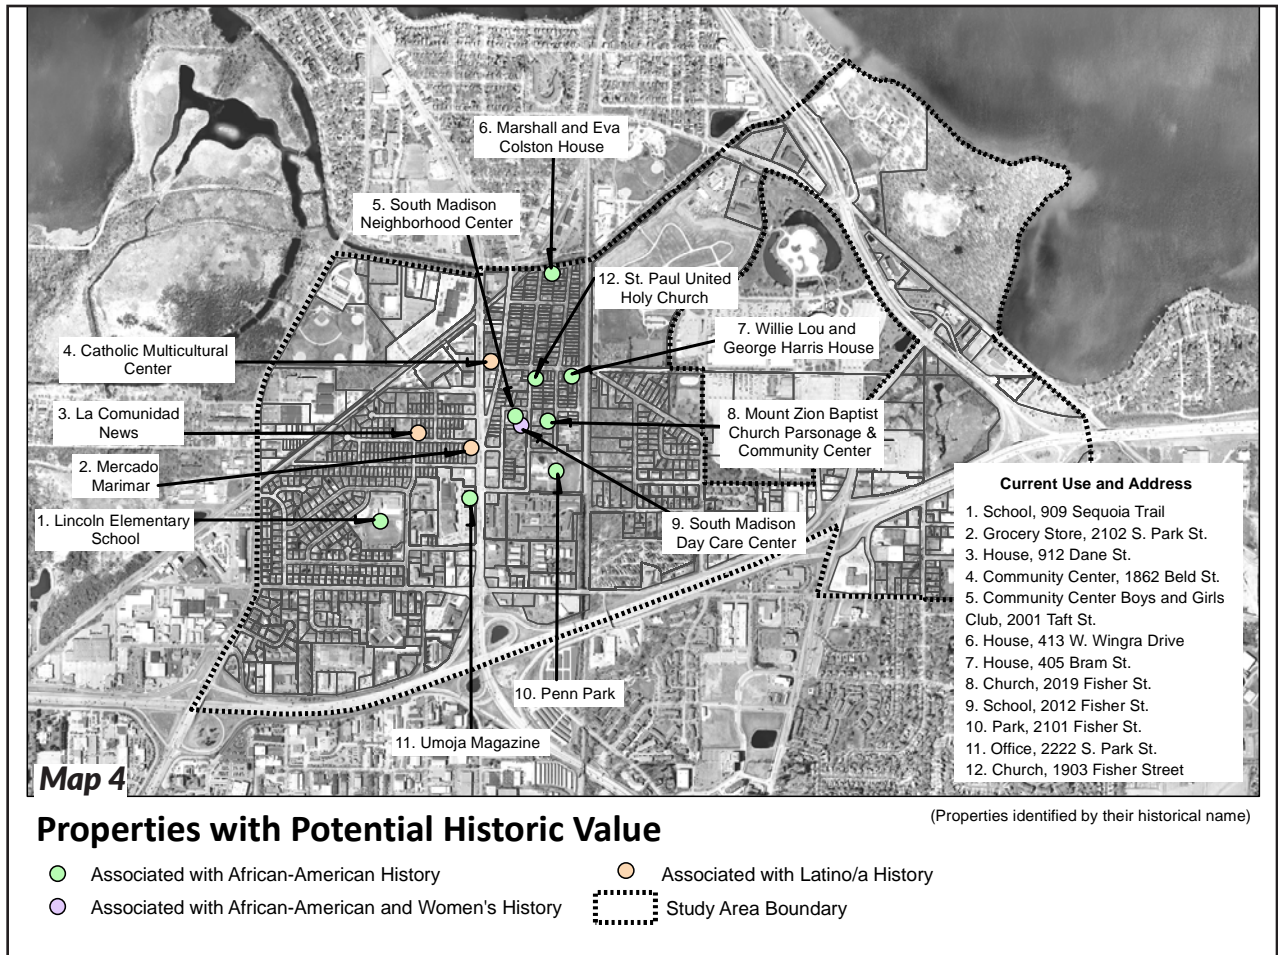 6. Marshall and Eva
Colston House
5. South Madison
Neighborhood Center
12. St. Paul United
Holy Church
7. Willie Lou and
George Harris House
4. Catholic Multicultural
Center
3. La Comunidad
News
8. Mount Zion Baptist
Church Parsonage &
Community Center
2. Mercado
Marimar
1. Lincoln Elementary
School
9. South Madison
Day Care Center
10. Penn Park
11. Umoja Magazine
Current Use and Address
1. School, 909 Sequoia Trail
2. Grocery Store, 2102 S. Park St.
3. House, 912 Dane St.
4. Community Center, 1862 Beld St.
5. Community Center Boys and Girls
Club, 2001 Taft St.
6. House, 413 W. Wingra Drive
7. House, 405 Bram St.
8. Church, 2019 Fisher St.
9. School, 2012 Fisher St.
10. Park, 2101 Fisher St.
11. Office, 2222 S. Park St.
12. Church, 1903 Fisher Street
Map 4
(Properties identified by their historical name)
Properties with Potential Historic Value
Associated with African-American History
Associated with Latino/a History
Associated with African-American and Women's History
Study Area Boundary